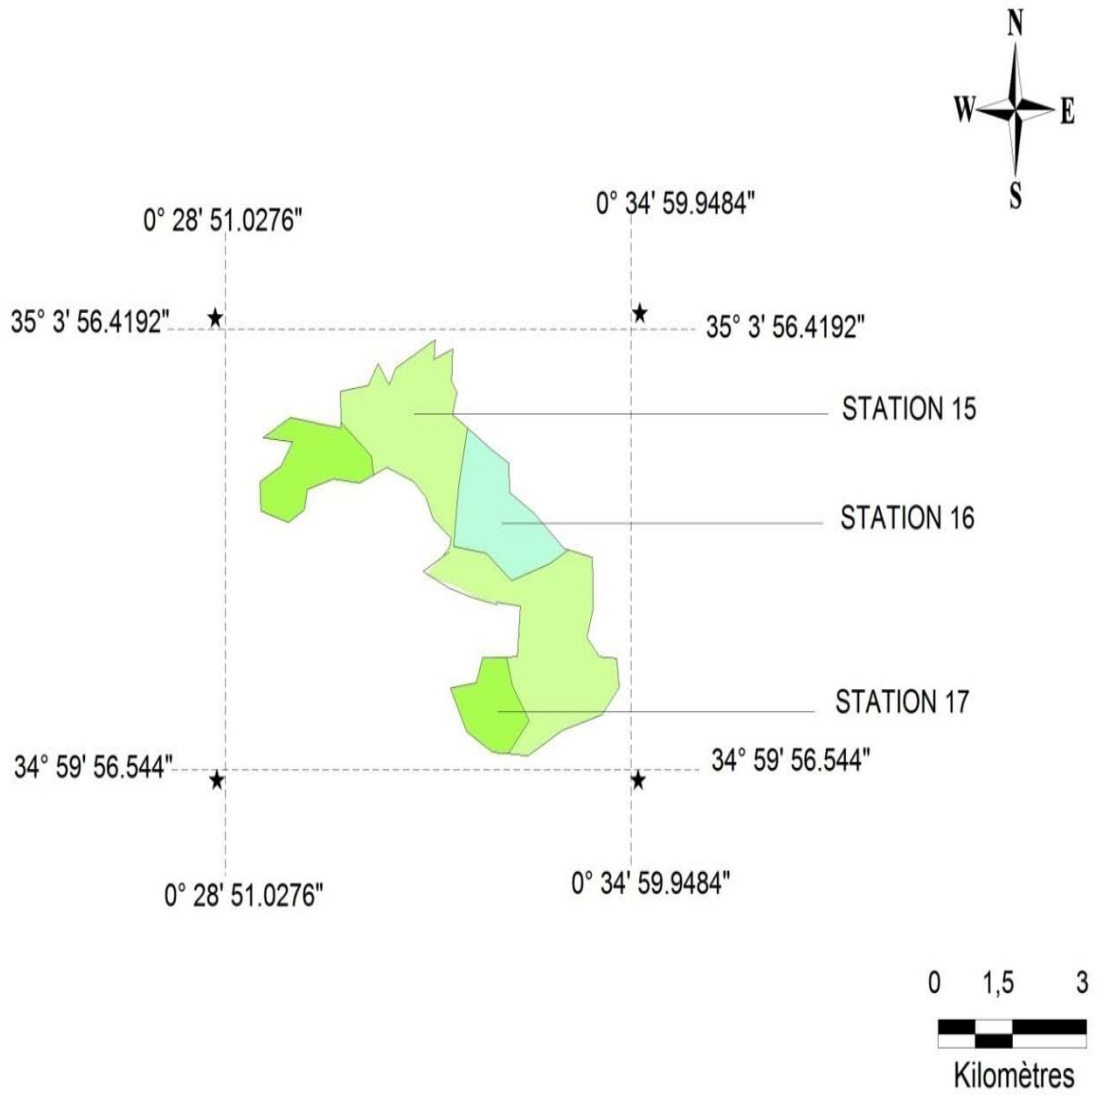 N
W E
S
0° 28' 51.0276"
0° 34' 59.9484"
35° 3' 56.4192"
35° 3' 56.4192"
STATION 15
STATION 16
STATION 17
34° 59' 56.544"
34° 59' 56.544"
0° 28' 51.0276"
0° 34' 59.9484"
0 1,5 3
Kilomètres